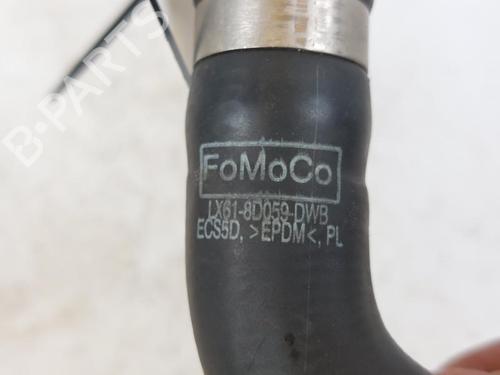 B-PARTS
FoMoCo
LX61-8D059-DWB
ECS5D, >EPDM<, PL